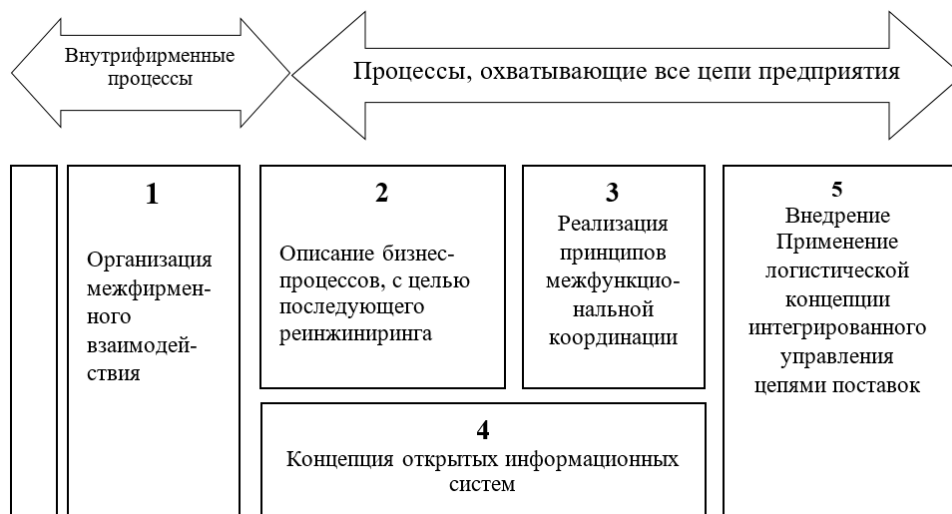 Внутрифирменные
процессы
Процессы, охватывающие все цепи предприятия
1
Организация
межфирмен-
ного
взаимодей-
ствия
2
Описание бизнес-
процессов, с целью
последующего
реинжиниринга
3
Реализация
принципов
межфункцио-
нальной
координации
4
Концепция открытых информационных
систем
5
Внедрение
Применение
логистической
концепции
интегрированного
управления
цепями поставок